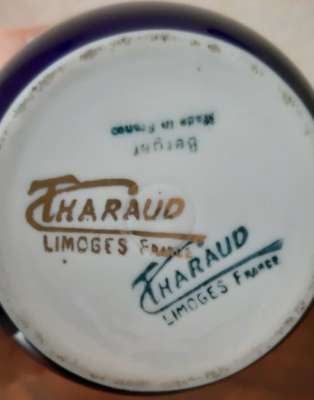 Berger
Made in France
THARAUD
LIMOGES FRANCE
THARAUD
LIMOGES FRANCE